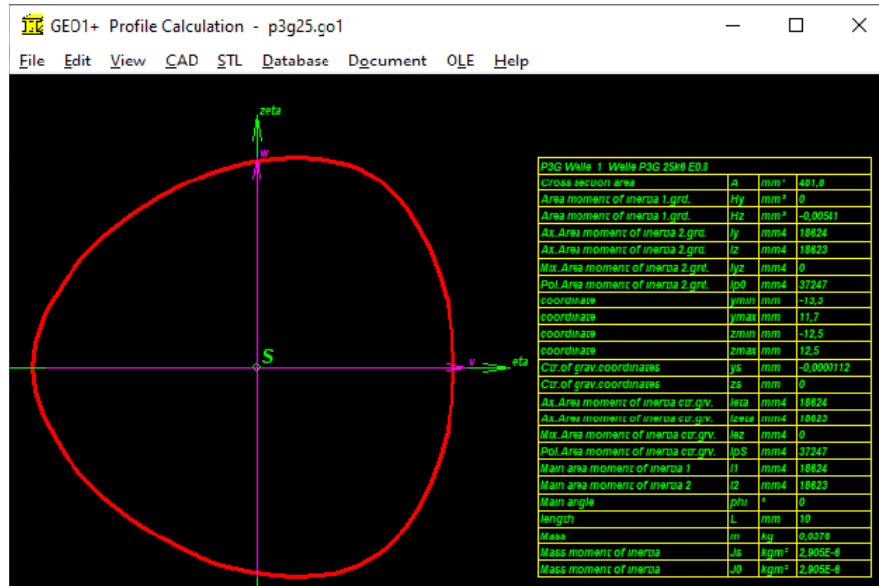 GEO1+ Profile Calculation - p3g25.go1
File Edit View CAD STL Database Document OLE Help
zeta
w
S
v
eta
P3G Welle 1 Welle P3G 25k6 E0.8
Cross section area A mm² 481,8
Area moment of inertia 1.grd. Hy mm³ 0
Area moment of inertia 1.grd. Hz mm³ -0,00541
Ax.Area moment of inertia 2.grd. Iy mm4 18624
Ax.Area moment of inertia 2.grd. Iz mm4 18623
Mix.Area moment of inertia 2.grd. Iyz mm4 0
Pol.Area moment of inertia 2.grd. Ip0 mm4 37247
coordinate ymin mm -13,3
coordinate ymax mm 11,7
coordinate zmin mm -12,5
coordinate zmax mm 12,5
Ctr.of grav.coordinates ys mm -0,0000112
Ctr.of grav.coordinates zs mm 0
Ax.Area moment of inertia ctr.grv. Ieta mm4 18624
Ax.Area moment of inertia ctr.grv. Izeta mm4 18623
Mix.Area moment of inertia ctr.grv. Iez mm4 0
Pol.Area moment of inertia ctr.grv. IpS mm4 37247
Main area moment of inertia 1 I1 mm4 18624
Main area moment of inertia 2 I2 mm4 18623
Main angle phi ° 0
length L mm 10
Mass m kg 0,0376
Mass moment of inertia Js kgm² 2,905E-6
Mass moment of inertia J0 kgm² 2,905E-6